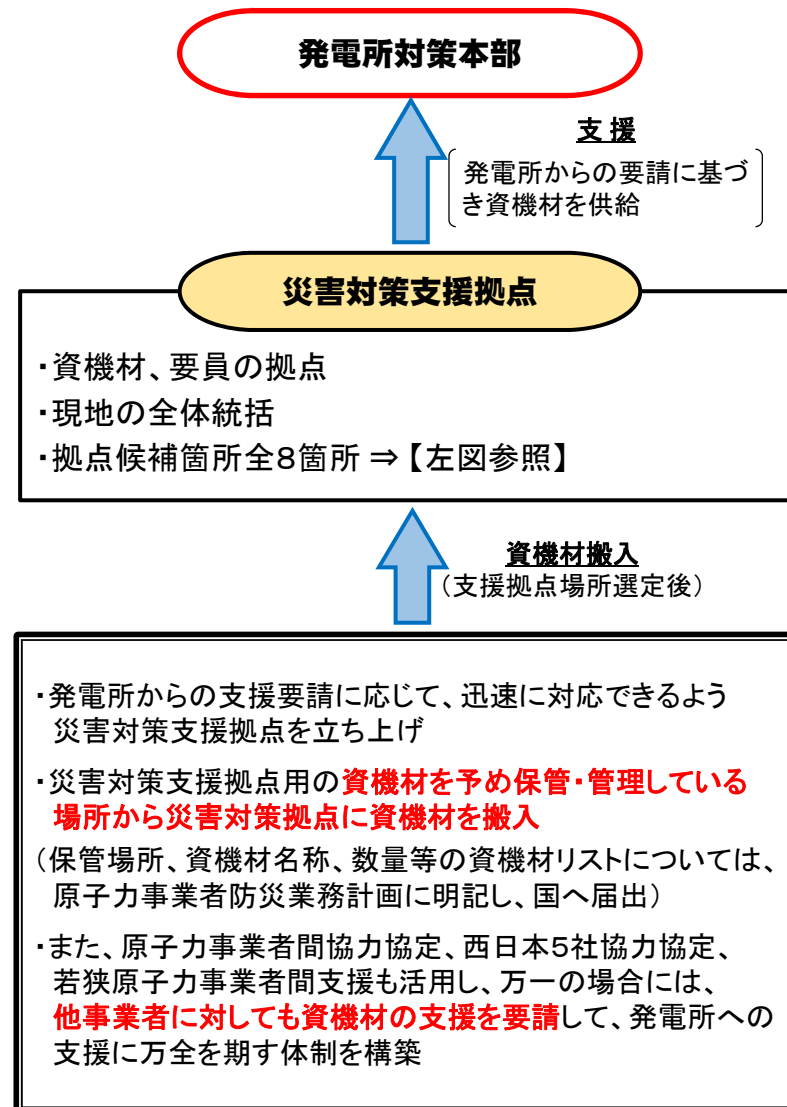 発電所対策本部
支 援
発電所からの要請に基づ
き資機材を供給
災害対策支援拠点
・資機材、要員の拠点
・現地の全体統括
・拠点候補箇所全８箇所 ⇒【左図参照】
資機材搬入
（支援拠点場所選定後）
・発電所からの支援要請に応じて、迅速に対応できるよう
災害対策支援拠点を立ち上げ
・災害対策支援拠点用の資機材を予め保管・管理している
場所から災害対策拠点に資機材を搬入
（保管場所、資機材名称、数量等の資機材リストについては、
原子力事業者防災業務計画に明記し、国へ届出）
・また、原子力事業者間協力協定、西日本５社協力協定、
若狭原子力事業者間支援も活用し、万一の場合には、
他事業者に対しても資機材の支援を要請して、発電所への
支援に万全を期す体制を構築